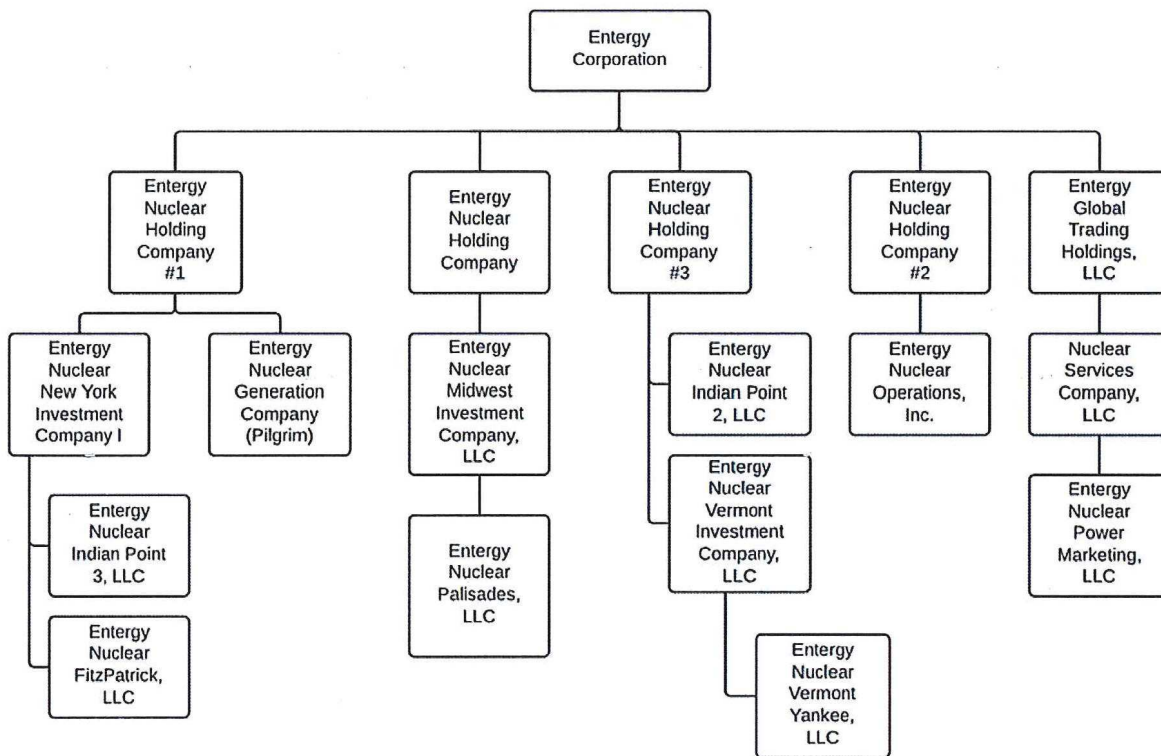 Entergy
Corporation
Entergy
Nuclear
Holding
Company
#1
Entergy
Nuclear
Holding
Company
Entergy
Nuclear
Holding
Company
#3
Entergy
Nuclear
Holding
Company
#2
Entergy
Global
Trading
Holdings,
LLC
Entergy
Nuclear
New York
Investment
Company I
Entergy
Nuclear
Generation
Company
(Pilgrim)
Entergy
Nuclear
Midwest
Investment
Company,
LLC
Entergy
Nuclear
Indian Point
2, LLC
Entergy
Nuclear
Operations,
Inc.
Nuclear
Services
Company,
LLC
Entergy
Nuclear
Indian Point
3, LLC
Entergy
Nuclear
Palisades,
LLC
Entergy
Nuclear
Vermont
Investment
Company,
LLC
Entergy
Nuclear
Power
Marketing,
LLC
Entergy
Nuclear
FitzPatrick,
LLC
Entergy
Nuclear
Vermont
Yankee,
LLC